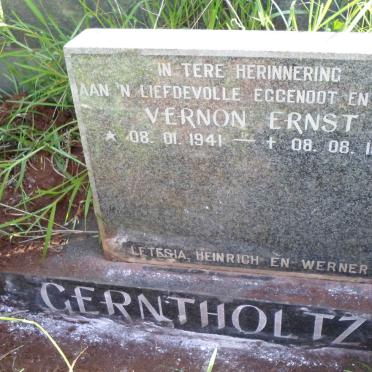 IN TERE HERINNERING
AAN 'N LIEFDEVOLLE EGGENOOT EN
VERNON ERNST
* 08.01.1941 — + 08.08.1
LETESIA, HEINRICH EN WERNER
GERNTHOLTZ